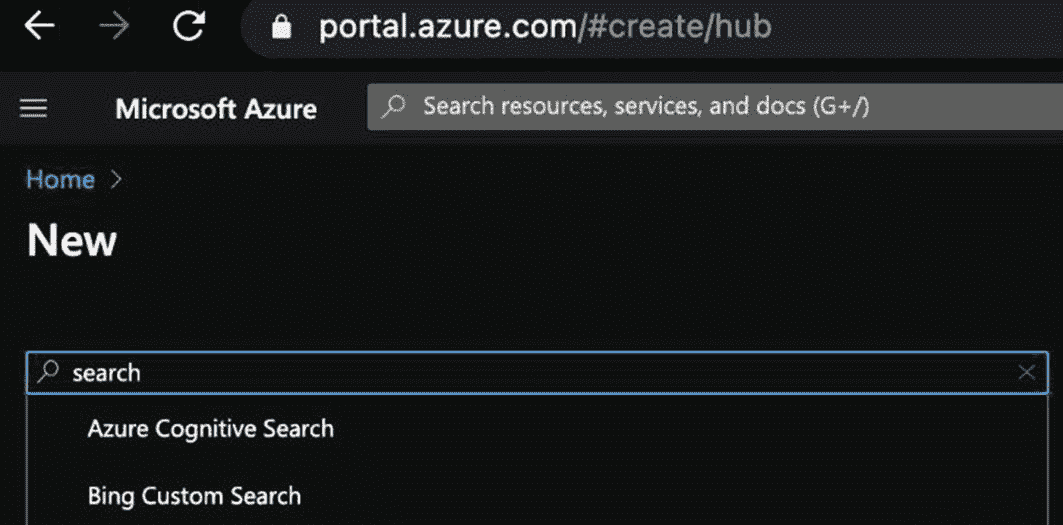 portal.azure.com/#create/hub
Microsoft Azure Search resources, services, and docs (G+/)
Home
New
search
Azure Cognitive Search
Bing Custom Search